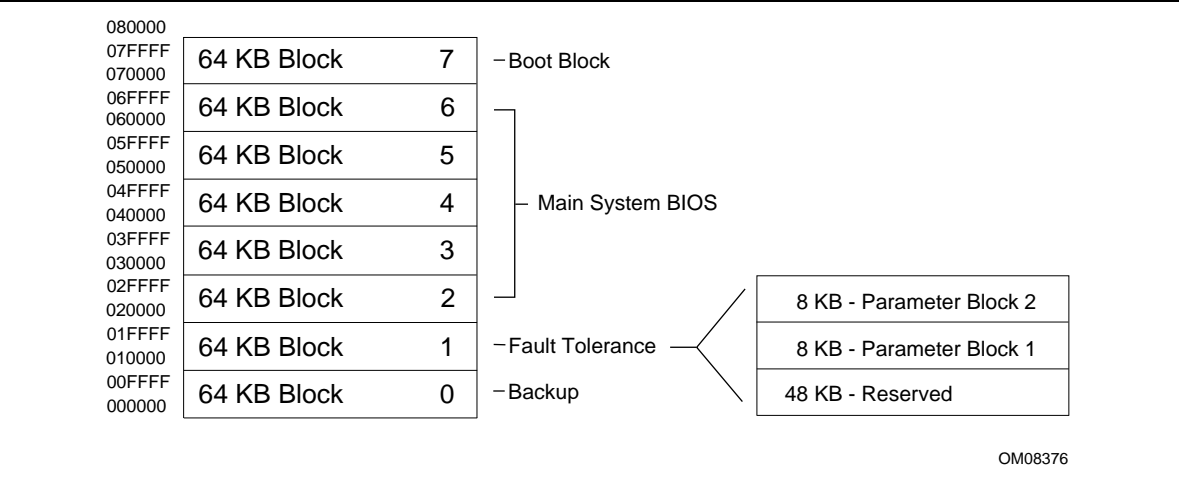 080000
07FFFF
070000
64 KB Block 7
Boot Block
06FFFF
060000
64 KB Block 6
05FFFF
050000
64 KB Block 5
04FFFF
040000
64 KB Block 4
Main System BIOS
03FFFF
030000
64 KB Block 3
02FFFF
020000
64 KB Block 2
01FFFF
010000
64 KB Block 1
Fault Tolerance
00FFFF
000000
64 KB Block 0
Backup
8 KB - Parameter Block 2
8 KB - Parameter Block 1
48 KB - Reserved
OM08376